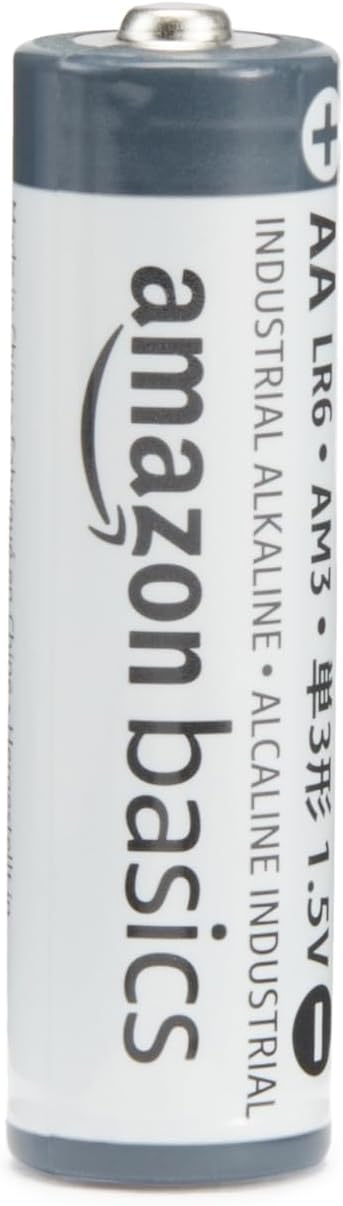 +
AA LR6 • AM3 • 単3形 1.5V
INDUSTRIAL ALKALINE • ALCALINE INDUSTRIAL
amazon basics